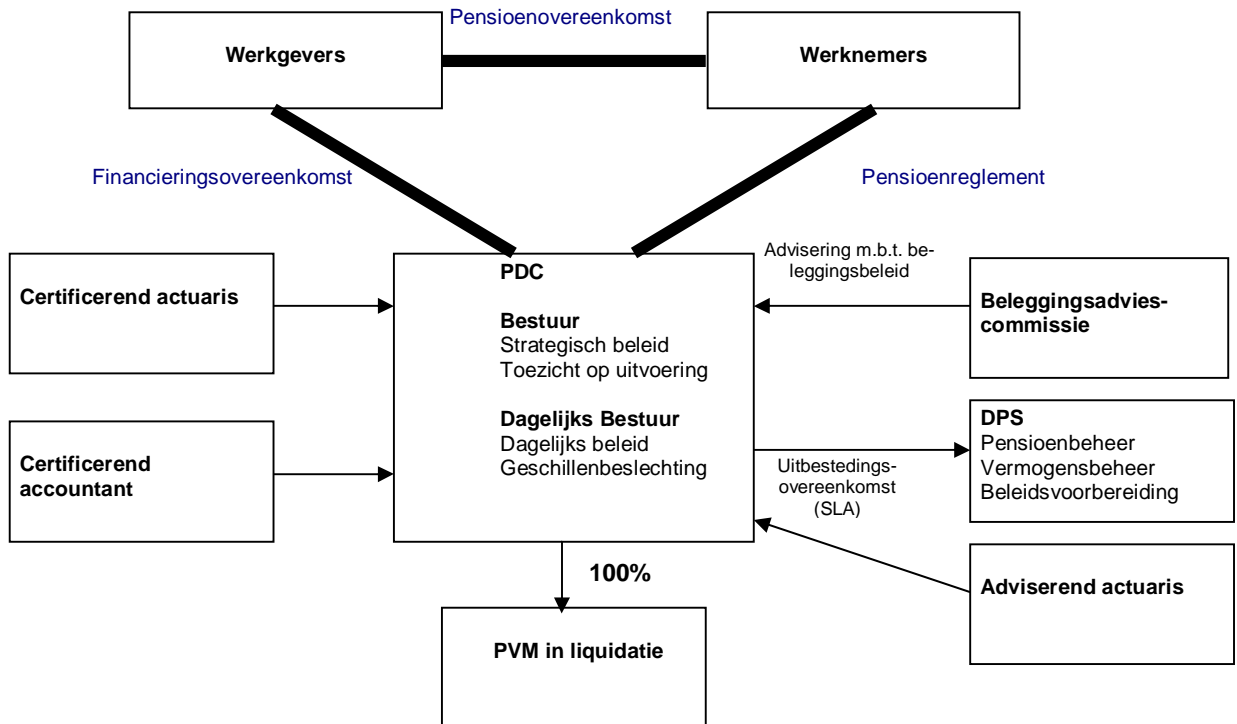 Pensioenovereenkomst
Werkgevers
Werknemers
Financieringsovereenkomst
Pensioenreglement
Certificerend actuaris
Certificerend
accountant
PDC
Bestuur
Strategisch beleid
Toezicht op uitvoering
Dagelijks Bestuur
Dagelijks beleid
Geschillenbeslechting
Advisering m.b.t. be-
leggingsbeleid
Beleggingsadvies-
commissie
DPS
Pensioenbeheer
Vermogensbeheer
Beleidsvoorbereiding
Uitbestedings-
overeenkomst
(SLA)
Adviserend actuaris
100%
PVM in liquidatie